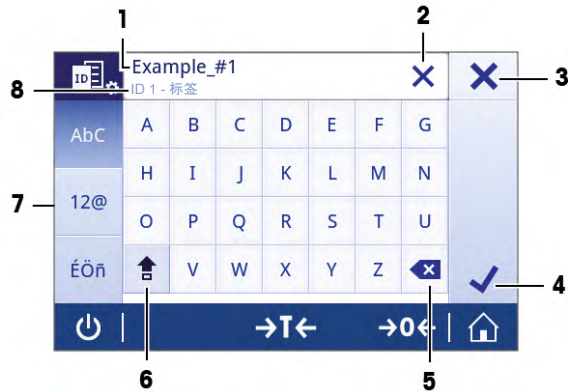 1
2
ID
Example_#1
3
8
ID 1 - 标签
AbC
A B C D E F G
H I J K L M N
7
12@
O P Q R S T U
ÉÖñ
V W X Y Z
4
→T←
→0←
6
5